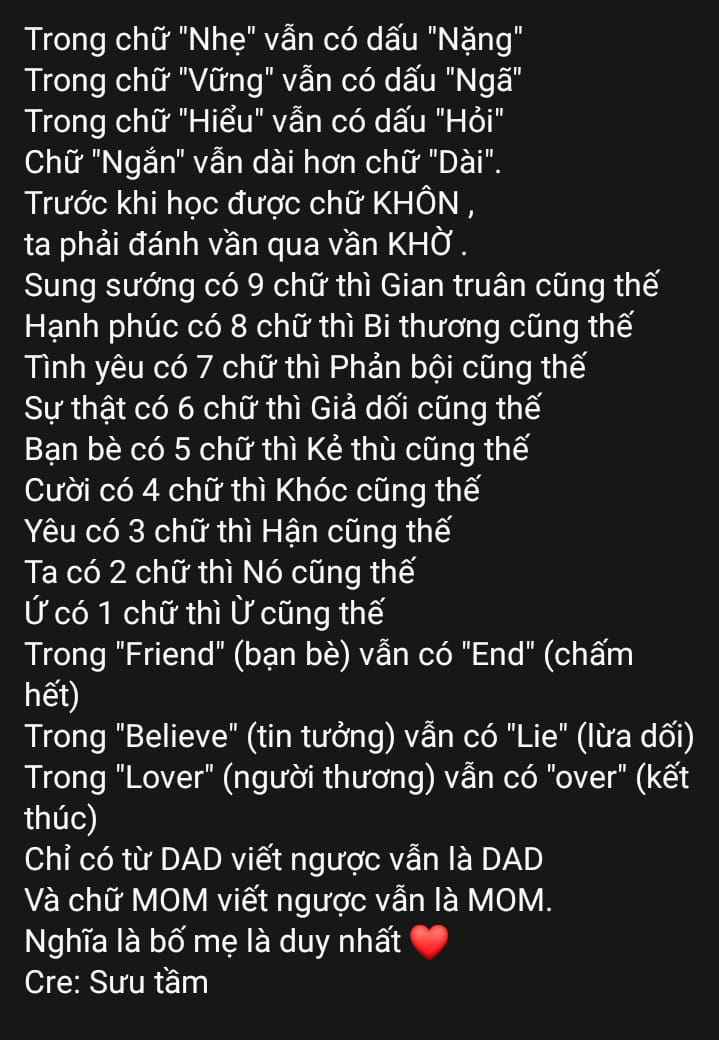 Trong chữ "Nhẹ" vẫn có dấu "Nặng"
Trong chữ "Vững" vẫn có dấu "Ngã"
Trong chữ "Hiểu" vẫn có dấu "Hỏi"
Chữ "Ngắn" vẫn dài hơn chữ "Dài".
Trước khi học được chữ KHÔN ,
ta phải đánh vần qua vần KHỜ .
Sung sướng có 9 chữ thì Gian truân cũng thế
Hạnh phúc có 8 chữ thì Bi thương cũng thế
Tình yêu có 7 chữ thì Phản bội cũng thế
Sự thật có 6 chữ thì Giả dối cũng thế
Bạn bè có 5 chữ thì Kẻ thù cũng thế
Cười có 4 chữ thì Khóc cũng thế
Yêu có 3 chữ thì Hận cũng thế
Ta có 2 chữ thì Nó cũng thế
Ứ có 1 chữ thì Ừ cũng thế
Trong "Friend" (bạn bè) vẫn có "End" (chấm
hết)
Trong "Believe" (tin tưởng) vẫn có "Lie" (lừa dối)
Trong "Lover" (người thương) vẫn có "over" (kết
thúc)
Chỉ có từ DAD viết ngược vẫn là DAD
Và chữ MOM viết ngược vẫn là MOM.
Nghĩa là bố mẹ là duy nhất ❤️
Cre: Sưu tầm